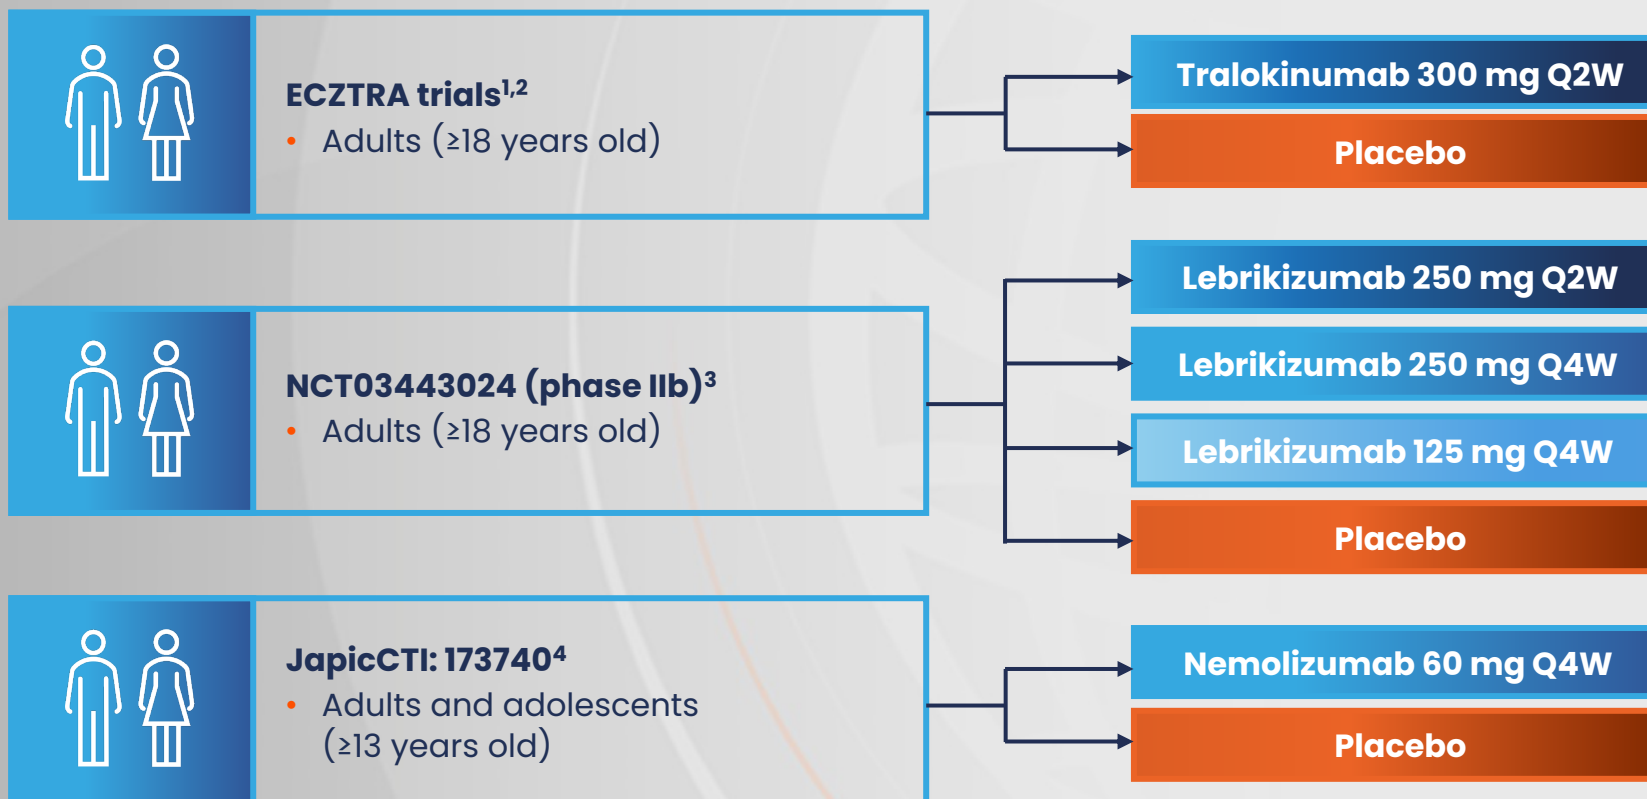 ECZTRA trials¹,²
• Adults (≥18 years old)
Tralokinumab 300 mg Q2W
Placebo
NCT03443024 (phase IIb)³
• Adults (≥18 years old)
Lebrikizumab 250 mg Q2W
Lebrikizumab 250 mg Q4W
Lebrikizumab 125 mg Q4W
Placebo
JapicCTI: 173740⁴
• Adults and adolescents
(≥13 years old)
Nemolizumab 60 mg Q4W
Placebo